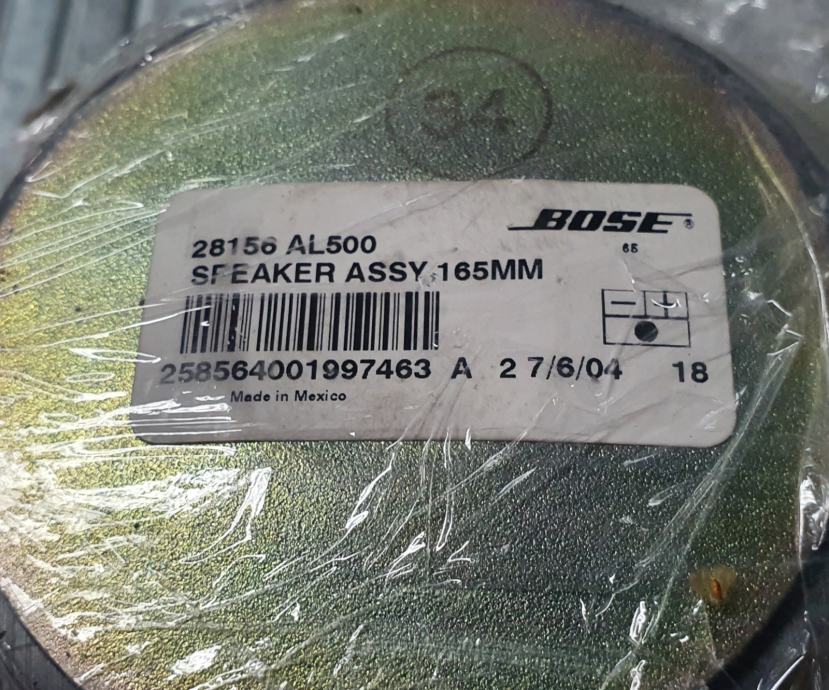 34
BOSE®
65
28156 AL500
SPEAKER ASSY 165MM
- +
258564001997463 A 2 7/6/04 18
Made in Mexico